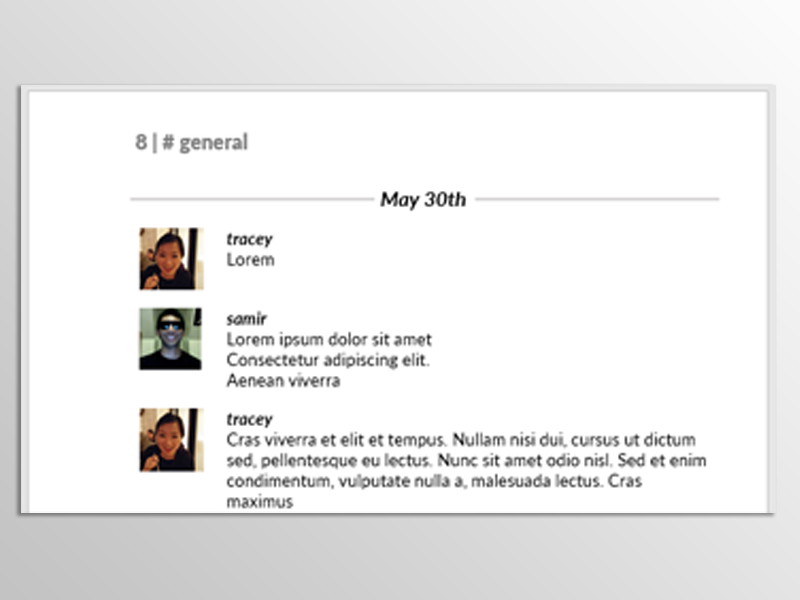 8 | # general
May 30th
tracey
Lorem
samir
Lorem ipsum dolor sit amet
Consectetur adipiscing elit.
Aenean viverra
tracey
Cras viverra et elit et tempus. Nullam nisi dui, cursus ut dictum
sed, pellentesque eu lectus. Nunc sit amet odio nisl. Sed et enim
condimentum, vulputate nulla a, malesuada lectus. Cras
maximus